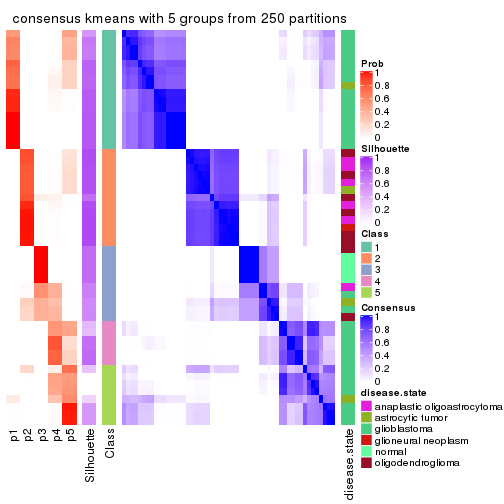 consensus kmeans with 5 groups from 250 partitions
Prob
1
0.8
0.6
0.4
0.2
0
Silhouette
1
0.8
0.6
0.4
0.2
0
Class
1
2
3
4
5
Consensus
1
0.8
0.6
0.4
0.2
0
disease.state
anaplastic oligoastrocytoma
astrocytic tumor
glioblastoma
glioneural neoplasm
normal
oligodendroglioma
p1
p2
p3
p4
p5
Silhouette
Class
disease.state